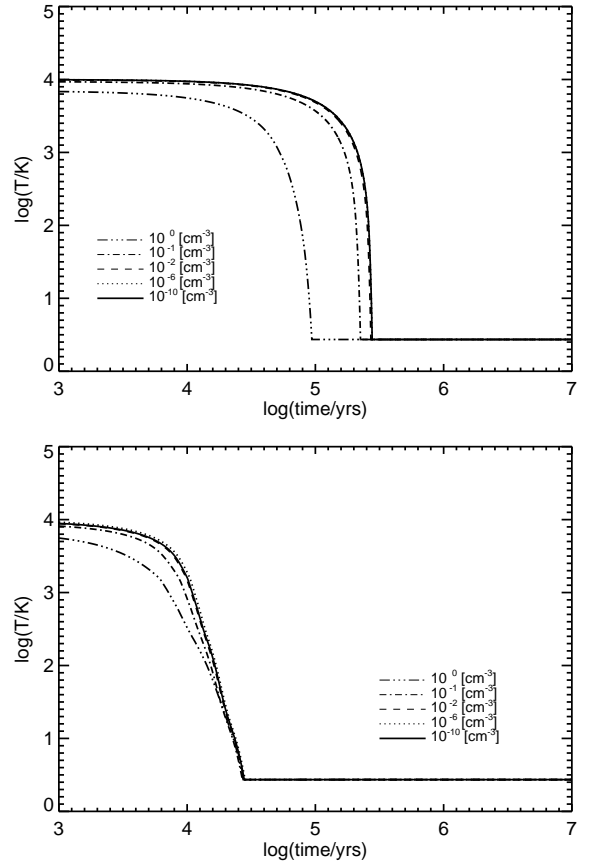 5
4
3
2
1
0
log(T/K)
10 0 [cm-3]
10 -1 [cm-3]
10 -2 [cm-3]
10 -6 [cm-3]
10-10 [cm-3]
3 4 5 6 7
log(time/yrs)
5
4
3
2
1
0
log(T/K)
10 0 [cm-3]
10 -1 [cm-3]
10 -2 [cm-3]
10 -6 [cm-3]
10-10 [cm-3]
3 4 5 6 7
log(time/yrs)